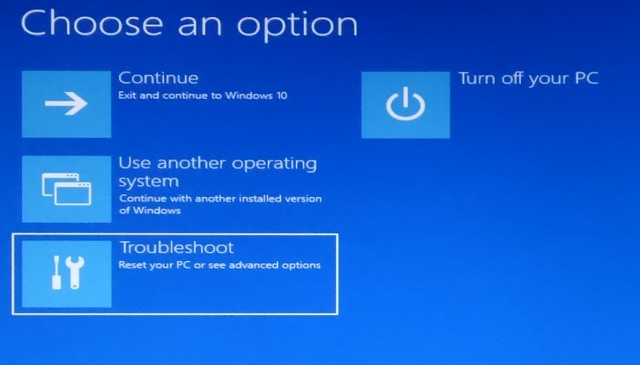 Choose an option
Continue
Exit and continue to Windows 10
Turn off your PC
Use another operating
system
Continue with another installed version
of Windows
Troubleshoot
Reset your PC or see advanced options